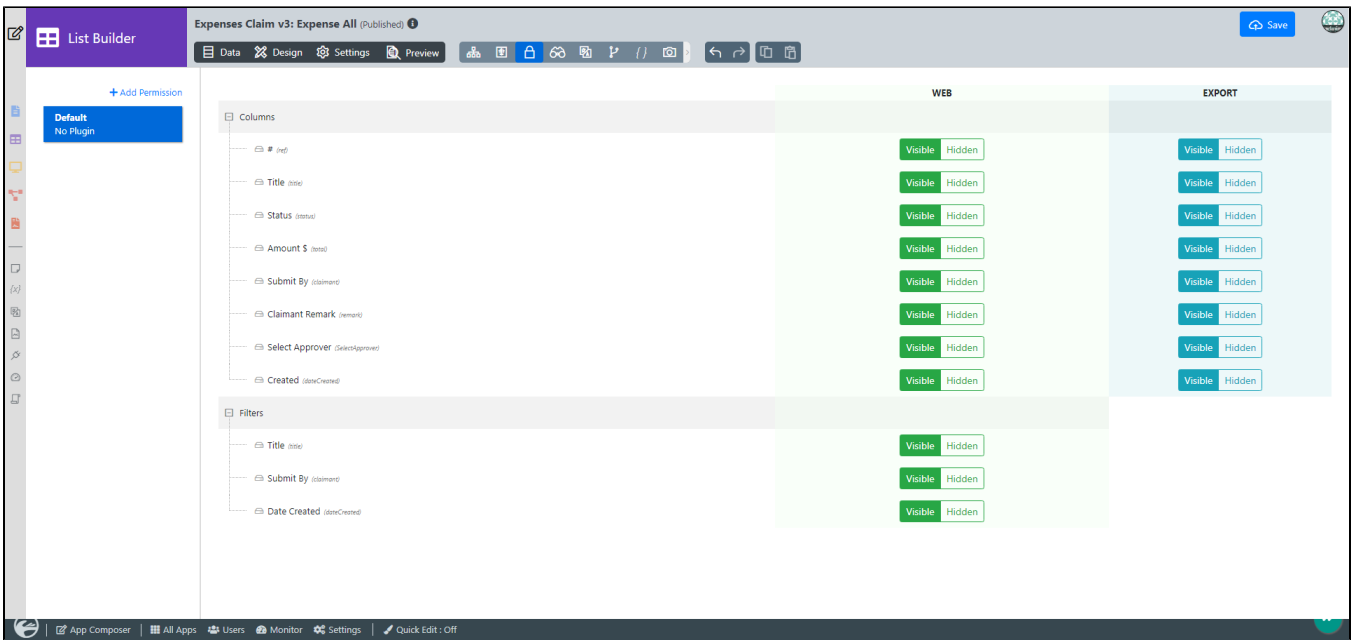 Expenses Claim v3: Expense All (Published)
Save
List Builder
Data Design Settings Preview
+ Add Permission
Default
No Plugin
WEB EXPORT
Columns
# (ref) Visible Hidden Visible Hidden
Title (title) Visible Hidden Visible Hidden
Status (status) Visible Hidden Visible Hidden
Amount $ (total) Visible Hidden Visible Hidden
Submit By (claimant) Visible Hidden Visible Hidden
Claimant Remark (remark) Visible Hidden Visible Hidden
Select Approver (SelectApprover) Visible Hidden Visible Hidden
Created (dateCreated) Visible Hidden Visible Hidden
Filters
Title (title) Visible Hidden
Submit By (claimant) Visible Hidden
Date Created (dateCreated) Visible Hidden
App Composer All Apps Users Monitor Settings Quick Edit : Off